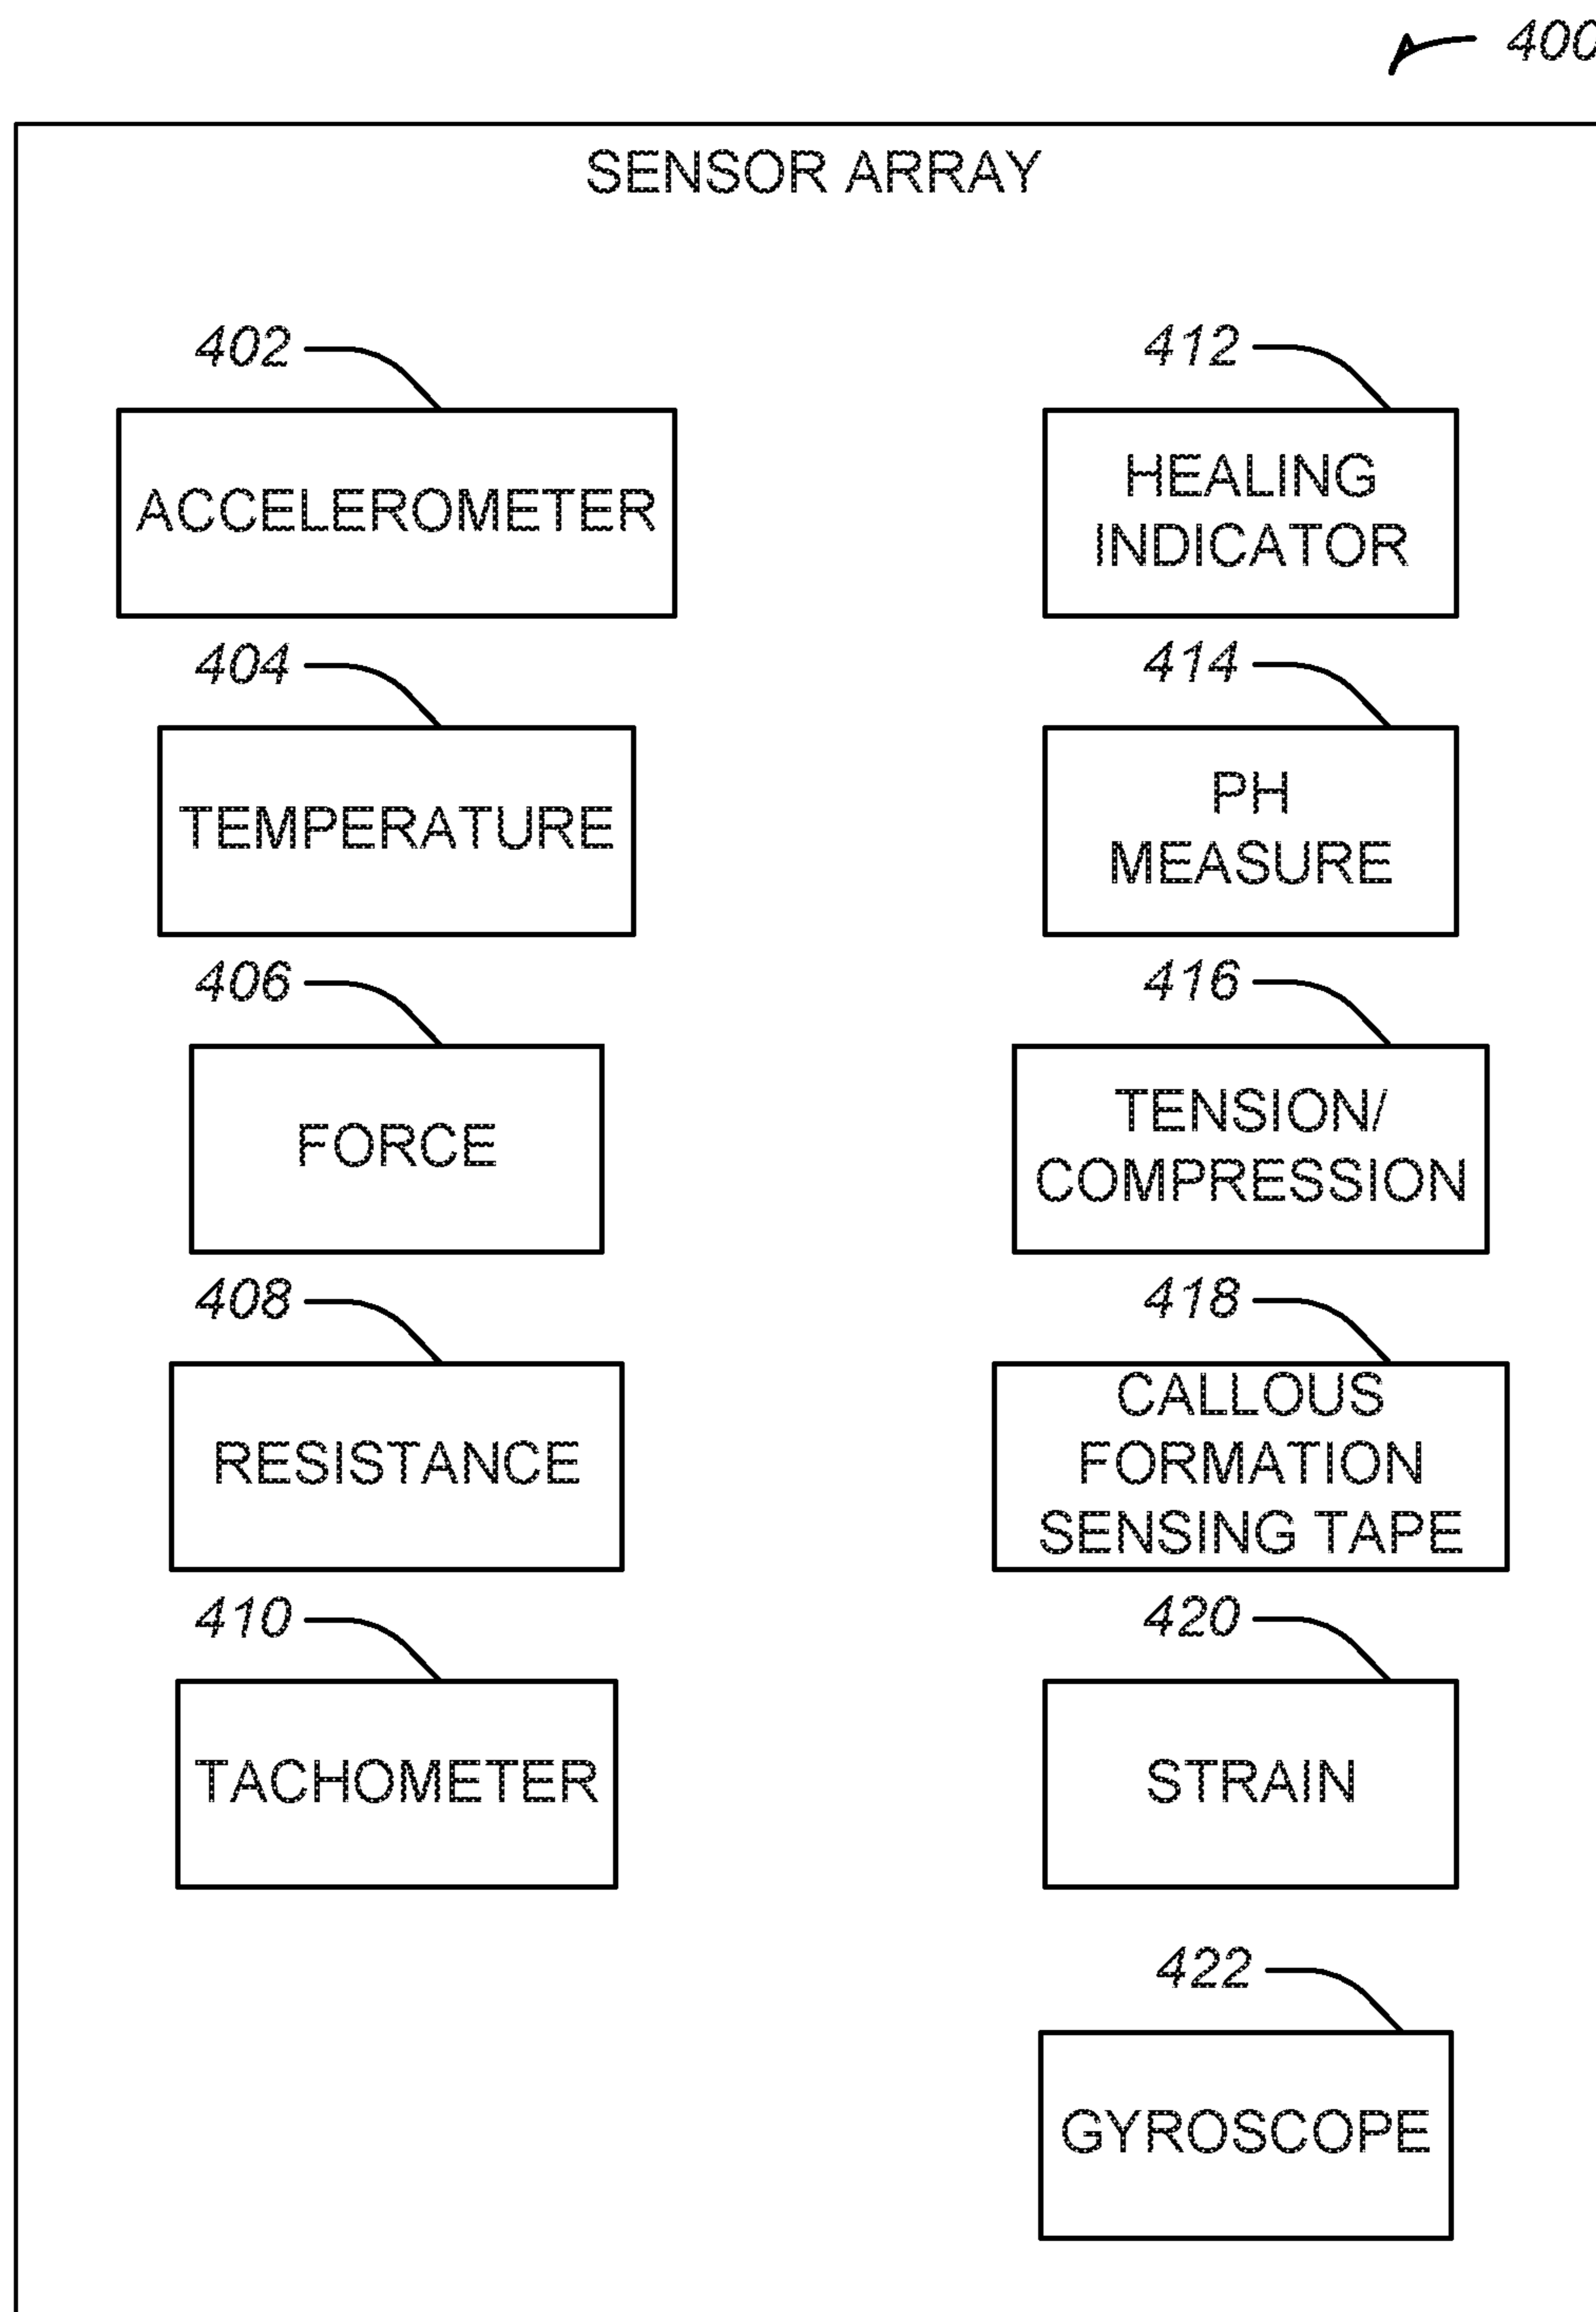 400
SENSOR ARRAY
402
ACCELEROMETER
404
TEMPERATURE
406
FORCE
408
RESISTANCE
410
TACHOMETER
412
HEALING
INDICATOR
414
PH
MEASURE
416
TENSION/
COMPRESSION
418
CALLOUS
FORMATION
SENSING TAPE
420
STRAIN
422
GYROSCOPE